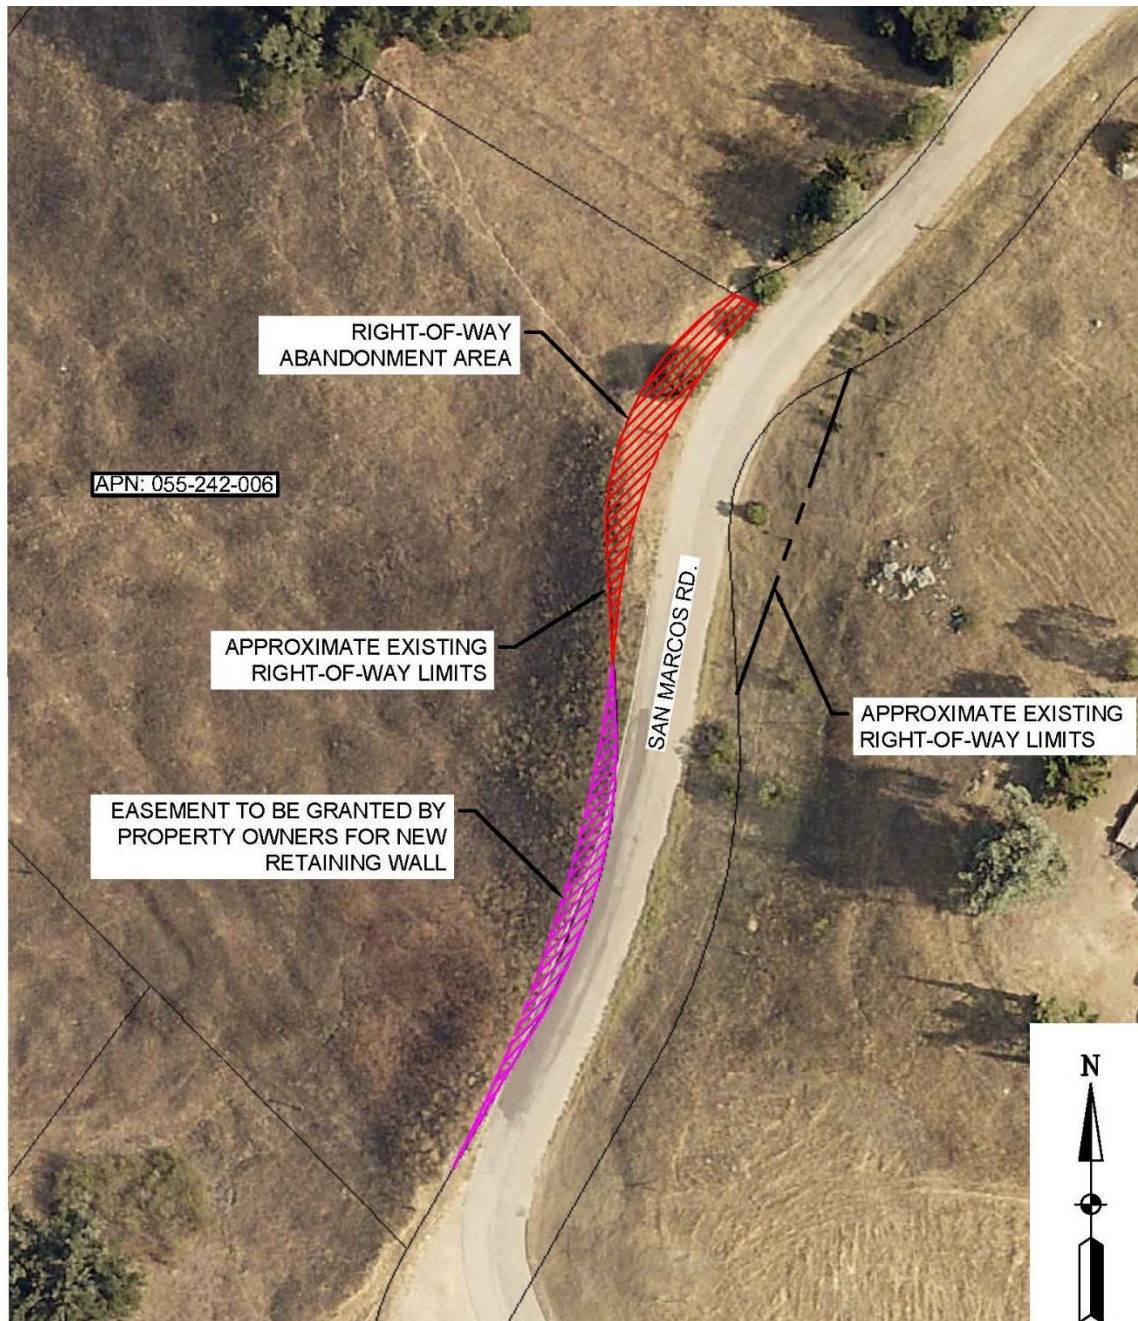 RIGHT-OF-WAY
ABANDONMENT AREA
APN: 055-242-006
APPROXIMATE EXISTING
RIGHT-OF-WAY LIMITS
SAN MARCOS RD.
APPROXIMATE EXISTING
RIGHT-OF-WAY LIMITS
EASEMENT TO BE GRANTED BY
PROPERTY OWNERS FOR NEW
RETAINING WALL
N